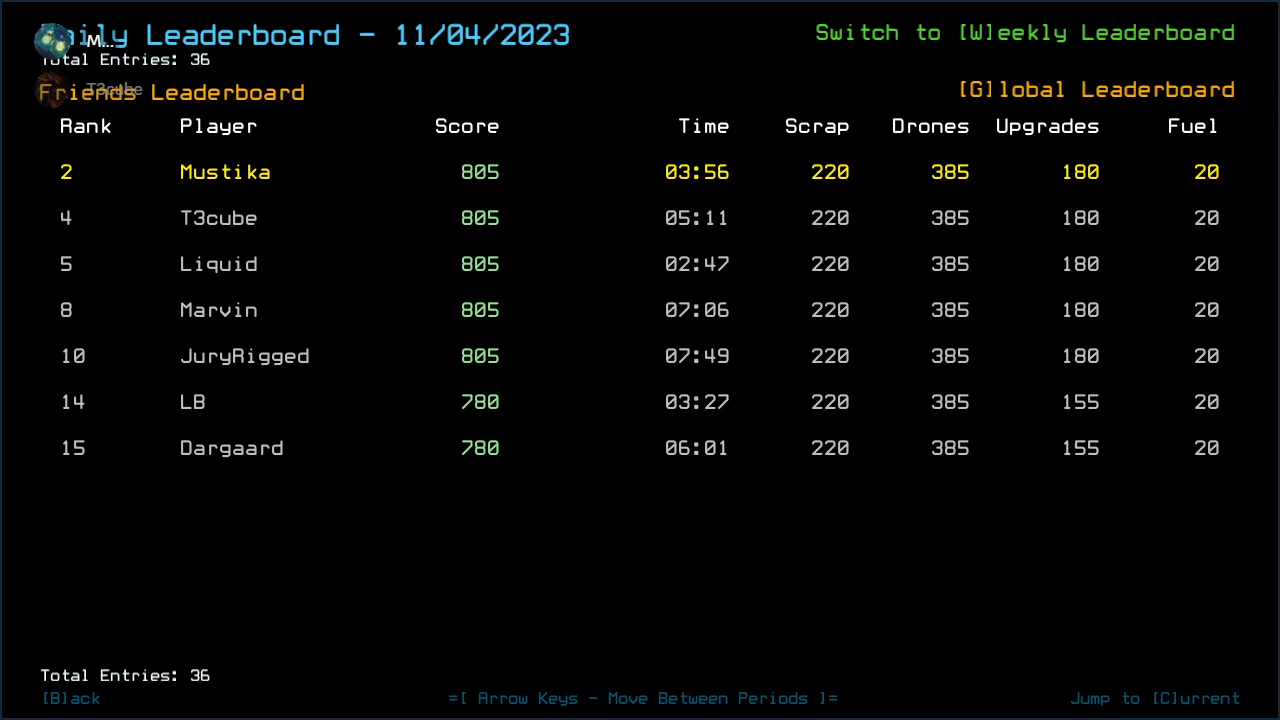 Daily Leaderboard - 11/04/2023 Switch to [W]eekly Leaderboard
M...
Total Entries: 36
T3cube
Friends Leaderboard [G]lobal Leaderboard
Rank Player Score Time Scrap Drones Upgrades Fuel
2 Mustika 805 03:56 220 385 180 20
4 T3cube 805 05:11 220 385 180 20
5 Liquid 805 02:47 220 385 180 20
8 Marvin 805 07:06 220 385 180 20
10 JuryRigged 805 07:49 220 385 180 20
14 LB 780 03:27 220 385 155 20
15 Dargaard 780 06:01 220 385 155 20
Total Entries: 36
[B]ack =[ Arrow Keys - Move Between Periods ]= Jump to [C]urrent